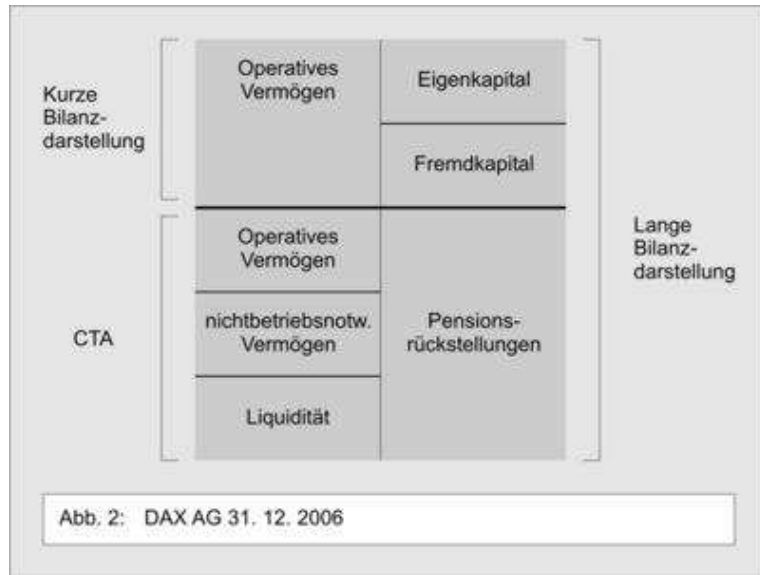 Kurze
Bilanz-
darstellung
Operatives
Vermögen
Eigenkapital
Fremdkapital
CTA
Operatives
Vermögen
nichtbetriebsnotw.
Vermögen
Liquidität
Pensions-
rückstellungen
Lange
Bilanz-
darstellung
Abb. 2: DAX AG 31. 12. 2006